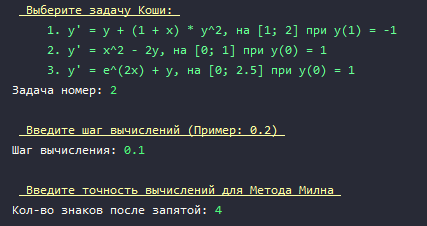 Выберите задачу Коши:
1. y' = y + (1 + x) * y^2, на [1; 2] при y(1) = -1
2. y' = x^2 - 2y, на [0; 1] при y(0) = 1
3. y' = e^(2x) + y, на [0; 2.5] при y(0) = 1
Задача номер: 2
Введите шаг вычислений (Пример: 0.2)
Шаг вычисления: 0.1
Введите точность вычислений для Метода Милна
Кол-во знаков после запятой: 4